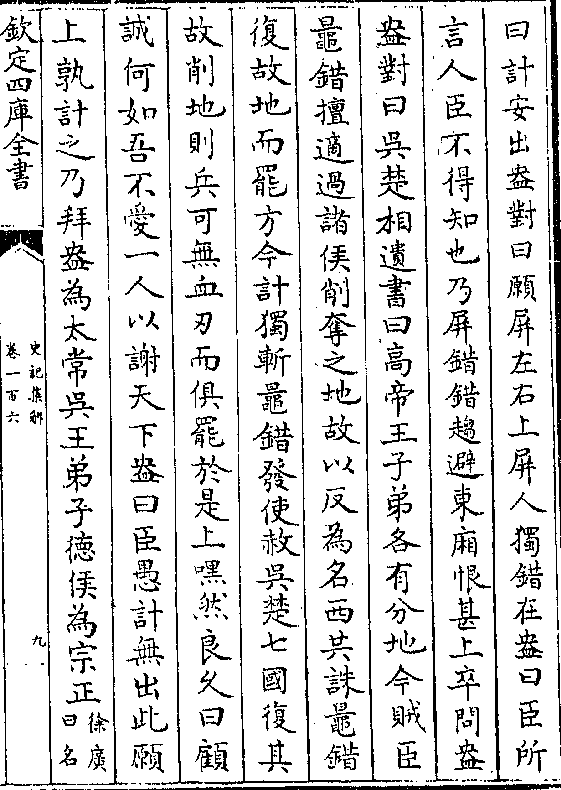 曰計安出盎對曰願屏左右上屏人獨錯在盎曰臣所
言人臣不得知也乃屏錯錯趨避東廂恨甚上卒問盎
盎對曰吳楚相遺書曰高帝王子弟各有分地今賊臣
鼂錯擅適過諸侯削奪之地故以反為名西共誅鼂錯
復故地而罷方今計獨斬鼂錯發使赦吳楚七國復其
故削地則兵可無血刃而俱罷於是上嘿然良久曰顧
誠何如吾不愛一人以謝天下盎曰臣愚計無出此願
上孰計之乃拜盎為太常吳王弟子德侯為宗正
徐廣
曰名
欽定四庫全書
史記集解
卷一百六
九